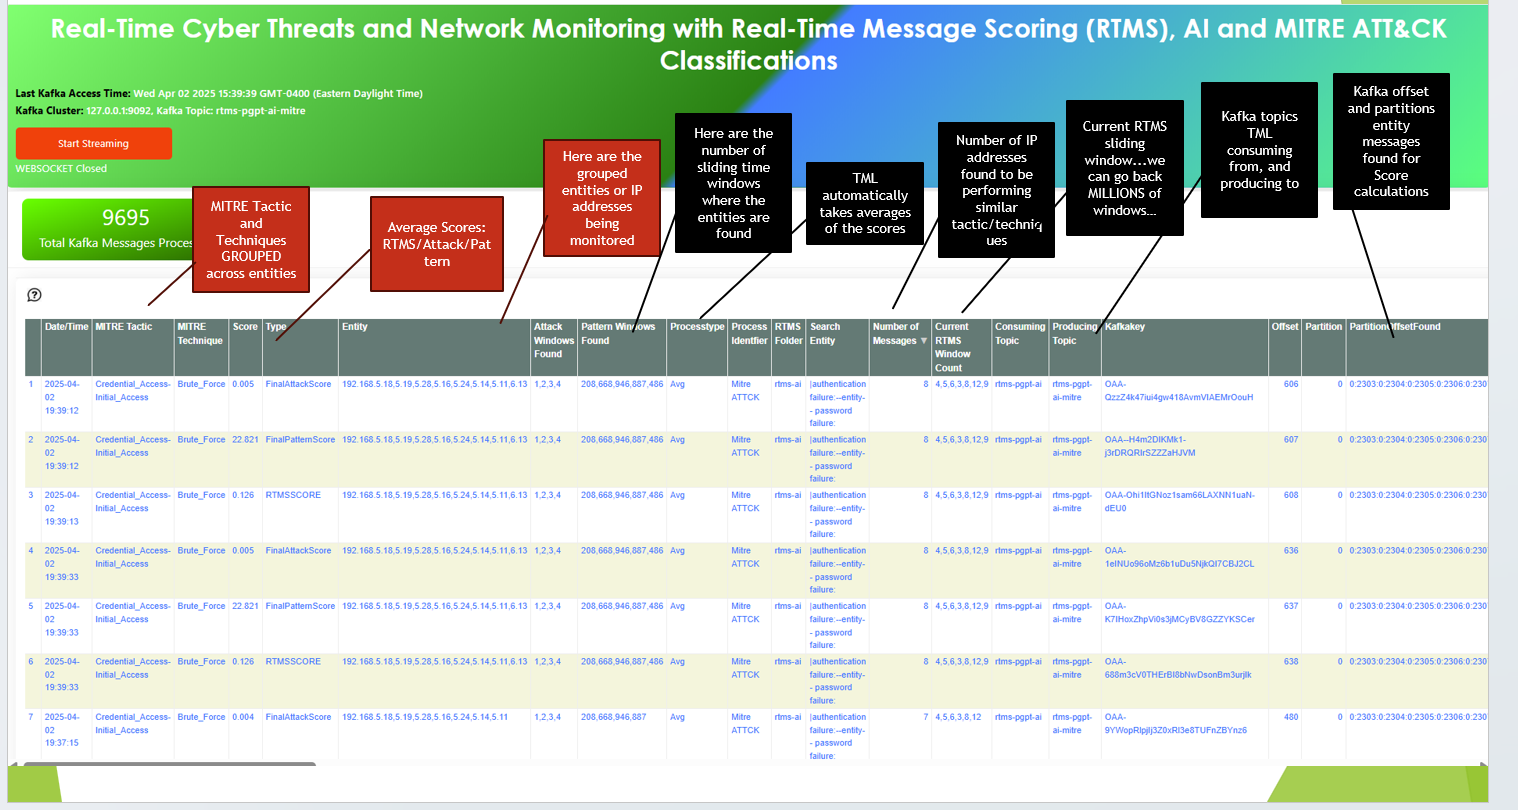 Real-Time Cyber Threats and Network Monitoring with Real-Time Message Scoring (RTMS), AI and MITRE ATT&CK
Classifications
Last Kafka Access Time: Wed Apr 02 2025 15:39:39 GMT-0400 (Eastern Daylight Time)
Kafka Cluster: 127.0.0.1:9092, Kafka Topic: rtms-pgpt-ai-mitre
Start Streaming
WEBSOCKET Closed
9695
Total Kafka Messages Proces
MITRE Tactic
and
Techniques
GROUPED
across entities
Average Scores:
RTMS/Attack/Pat
tern
Here are the
grouped
entities or IP
addresses
being
monitored
Here are the
number of
sliding time
windows
where the
entities are
found
TML
automatically
takes averages
of the scores
Number of IP
addresses
found to be
performing
similar
tactic/techniq
ues
Current RTMS
sliding
window...we
can go back
MILLIONS of
windows...
Kafka topics
TML
consuming
from, and
producing to
Kafka offset
and partitions
entity
messages
found for
Score
calculations
Date/Time MITRE Tactic MITRE Technique Score Type Entity Attack Windows Found Pattern Windows Found Processtype Process Identfier RTMS Folder Search Entity Number of Messages ▼ Current RTMS Window Count Consuming Topic Producing Topic Kafkakey Offset Partition PartitionOffsetFound
1 2025-04-02 19:39:12 Credential_Access-Initial_Access Brute_Force 0.005 FinalAttackScore 192.168.5.18,5.19,5.28,5.16,5.24,5.14,5.11,6.13 1,2,3,4 208,668,946,887,486 Avg Mitre ATTCK rtms-ai |authentication failure:--entity-- password failure: 8 4,5,6,3,8,12,9 rtms-pgpt-ai rtms-pgpt-ai-mitre OAA-QzzZ4k47iui4gw418AvmVIAEMrOouH 606 0 0:2303:0:2304:0:2305:0:2306:0:230
2 2025-04-02 19:39:12 Credential_Access-Initial_Access Brute_Force 22.821 FinalPatternScore 192.168.5.18,5.19,5.28,5.16,5.24,5.14,5.11,6.13 1,2,3,4 208,668,946,887,486 Avg Mitre ATTCK rtms-ai |authentication failure:--entity-- password failure: 8 4,5,6,3,8,12,9 rtms-pgpt-ai rtms-pgpt-ai-mitre OAA--H4m2DIKMk1-j3rDRQRIrSZZZaHJVM 607 0 0:2303:0:2304:0:2305:0:2306:0:230
3 2025-04-02 19:39:13 Credential_Access-Initial_Access Brute_Force 0.126 RTMSSCORE 192.168.5.18,5.19,5.28,5.16,5.24,5.14,5.11,6.13 1,2,3,4 208,668,946,887,486 Avg Mitre ATTCK rtms-ai |authentication failure:--entity-- password failure: 8 4,5,6,3,8,12,9 rtms-pgpt-ai rtms-pgpt-ai-mitre OAA-Ohi1ItGNoz1sam66LAXNN1uaN-dEU0 608 0 0:2303:0:2304:0:2305:0:2306:0:230
4 2025-04-02 19:39:33 Credential_Access-Initial_Access Brute_Force 0.005 FinalAttackScore 192.168.5.18,5.19,5.28,5.16,5.24,5.14,5.11,6.13 1,2,3,4 208,668,946,887,486 Avg Mitre ATTCK rtms-ai |authentication failure:--entity-- password failure: 8 4,5,6,3,8,12,9 rtms-pgpt-ai rtms-pgpt-ai-mitre OAA-1eINUo96oMz6b1uDu5NjkQI7CBJ2CL 636 0 0:2303:0:2304:0:2305:0:2306:0:230
5 2025-04-02 19:39:33 Credential_Access-Initial_Access Brute_Force 22.821 FinalPatternScore 192.168.5.18,5.19,5.28,5.16,5.24,5.14,5.11,6.13 1,2,3,4 208,668,946,887,486 Avg Mitre ATTCK rtms-ai |authentication failure:--entity-- password failure: 8 4,5,6,3,8,12,9 rtms-pgpt-ai rtms-pgpt-ai-mitre OAA-K7IHoxZhpVi0s3jMCyBV8GZZYKSCer 637 0 0:2303:0:2304:0:2305:0:2306:0:230
6 2025-04-02 19:39:33 Credential_Access-Initial_Access Brute_Force 0.126 RTMSSCORE 192.168.5.18,5.19,5.28,5.16,5.24,5.14,5.11,6.13 1,2,3,4 208,668,946,887,486 Avg Mitre ATTCK rtms-ai |authentication failure:--entity-- password failure: 8 4,5,6,3,8,12,9 rtms-pgpt-ai rtms-pgpt-ai-mitre OAA-688m3cV0THErBI8bNwDsonBm3urjIk 638 0 0:2303:0:2304:0:2305:0:2306:0:230
7 2025-04-02 19:37:15 Credential_Access-Initial_Access Brute_Force 0.004 FinalAttackScore 192.168.5.18,5.19,5.28,5.16,5.24,5.14,5.11 1,2,3,4 208,668,946,887 Avg Mitre ATTCK rtms-ai |authentication failure:--entity-- password failure: 7 4,5,6,3,8,12 rtms-pgpt-ai rtms-pgpt-ai-mitre OAA-9YWopRIpjIj3Z0xRI3e8TUFnZBYnz6 480 0 0:2303:0:2304:0:2305:0:2306:0:230